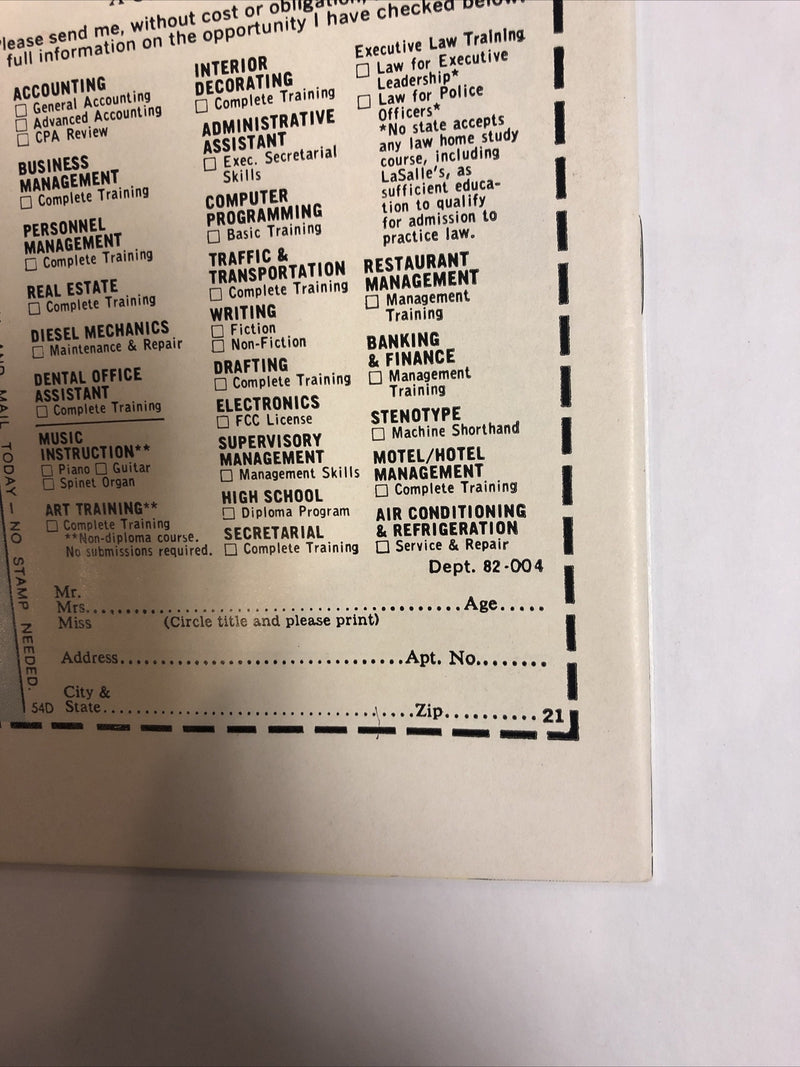 Please send me, without cost or obligation,
full information on the opportunity I have checked below:
ACCOUNTING
☐ General Accounting
☐ Advanced Accounting
☐ CPA Review
BUSINESS
MANAGEMENT
☐ Complete Training
PERSONNEL
MANAGEMENT
☐ Complete Training
REAL ESTATE
☐ Complete Training
DIESEL MECHANICS
☐ Maintenance & Repair
DENTAL OFFICE
ASSISTANT
☐ Complete Training
MUSIC
INSTRUCTION**
☐ Piano ☐ Guitar
☐ Spinet Organ
ART TRAINING**
☐ Complete Training
**Non-diploma course.
No submissions required.
INTERIOR
DECORATING
☐ Complete Training
ADMINISTRATIVE
ASSISTANT
☐ Exec. Secretarial
Skills
COMPUTER
PROGRAMMING
☐ Basic Training
TRAFFIC &
TRANSPORTATION
☐ Complete Training
WRITING
☐ Fiction
☐ Non-Fiction
DRAFTING
☐ Complete Training
ELECTRONICS
☐ FCC License
SUPERVISORY
MANAGEMENT
☐ Management Skills
HIGH SCHOOL
☐ Diploma Program
SECRETARIAL
☐ Complete Training
Executive Law Training
☐ Law for Executive
Leadership*
☐ Law for Police
Officers*
*No state accepts
any law home study
course, including
LaSalle's, as
sufficient educa-
tion to qualify
for admission to
practice law.
RESTAURANT
MANAGEMENT
☐ Management
Training
BANKING
& FINANCE
☐ Management
Training
STENOTYPE
☐ Machine Shorthand
MOTEL/HOTEL
MANAGEMENT
☐ Complete Training
AIR CONDITIONING
& REFRIGERATION
☐ Service & Repair
Dept. 82-004
Mr.
Mrs...............................................Age.....
Miss (Circle title and please print)
Address..................................Apt. No........
City &
54D State.......................................Zip.......... 21
MAIL TODAY — NO STAMP NEEDED.